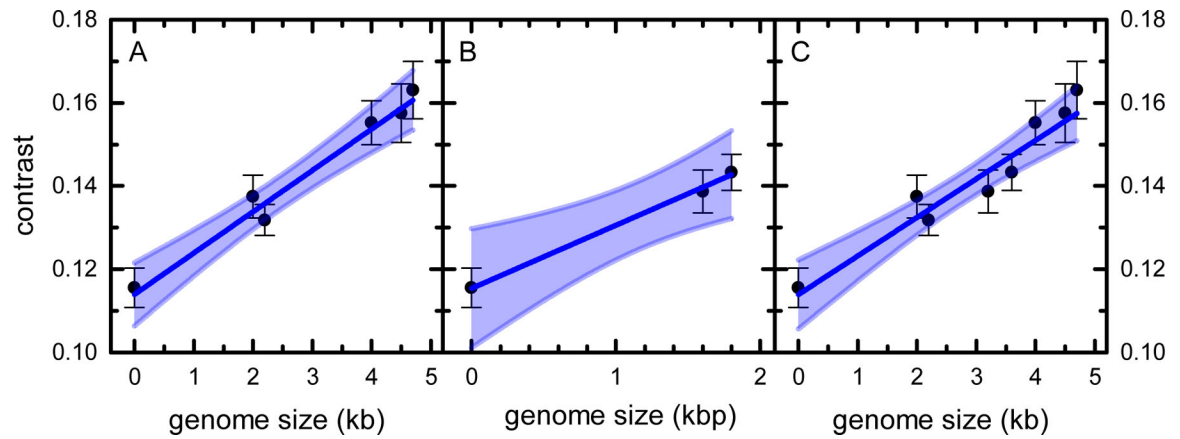 0.18 A B C 0.18
0.16 0.16
contrast
0.14 0.14
0.12 0.12
0.10 0.10
0 1 2 3 4 5 0 1 2 0 1 2 3 4 5
genome size (kb) genome size (kbp) genome size (kb)